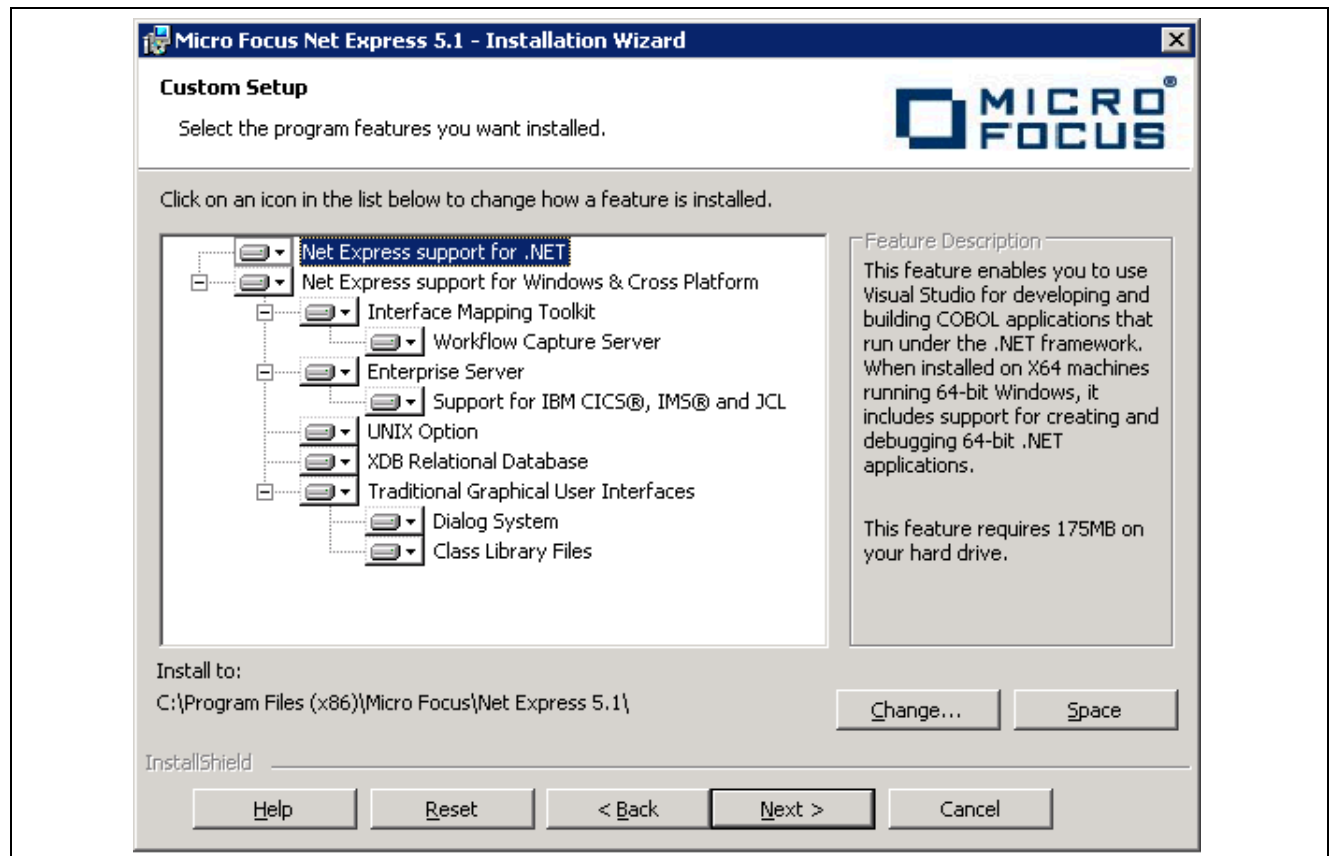 Micro Focus Net Express 5.1 - Installation Wizard
Custom Setup
Select the program features you want installed.
MICRO
FOCUS®
Click on an icon in the list below to change how a feature is installed.
Net Express support for .NET
Net Express support for Windows & Cross Platform
Interface Mapping Toolkit
Workflow Capture Server
Enterprise Server
Support for IBM CICS®, IMS® and JCL
UNIX Option
XDB Relational Database
Traditional Graphical User Interfaces
Dialog System
Class Library Files
Feature Description
This feature enables you to use
Visual Studio for developing and
building COBOL applications that
run under the .NET framework.
When installed on X64 machines
running 64-bit Windows, it
includes support for creating and
debugging 64-bit .NET
applications.
This feature requires 175MB on
your hard drive.
Install to:
C:\Program Files (x86)\Micro Focus\Net Express 5.1\
Change...
Space
InstallShield
Help
Reset
< Back
Next >
Cancel